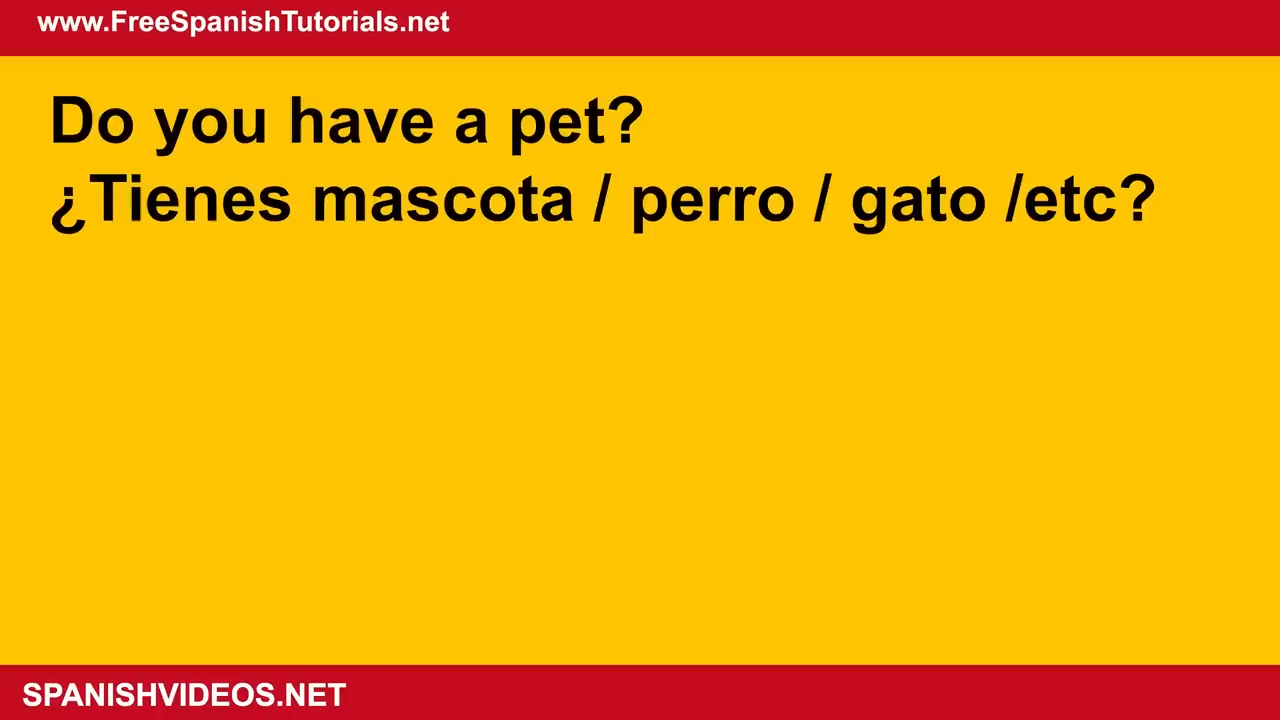 www.FreeSpanishTutorials.net
Do you have a pet?
¿Tienes mascota / perro / gato /etc?
SPANISHVIDEOS.NET